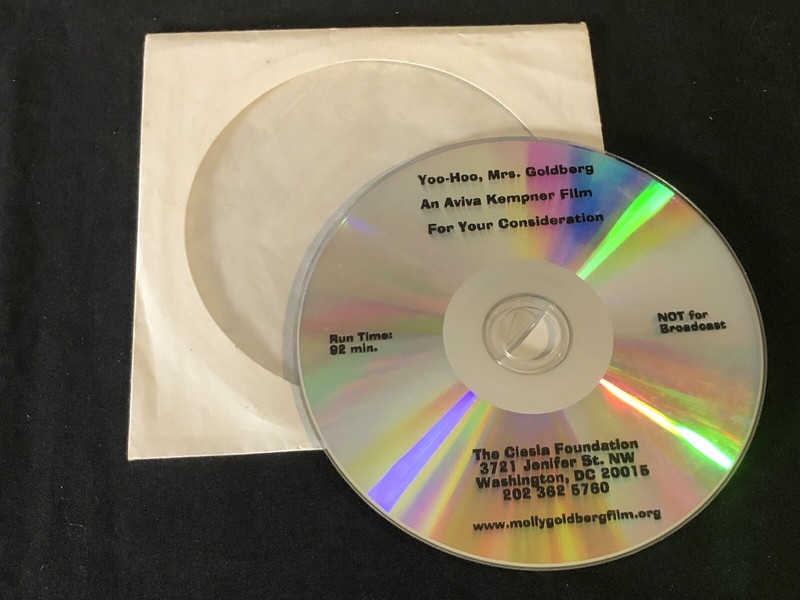 Yoo-Hoo, Mrs. Goldberg
An Aviva Kempner Film
For Your Consideration
Run Time:
92 min.
NOT for
Broadcast
The Ciesla Foundation
3721 Jenifer St. NW
Washington, DC 20015
202 362 5760
www.mollygoldbergfilm.org